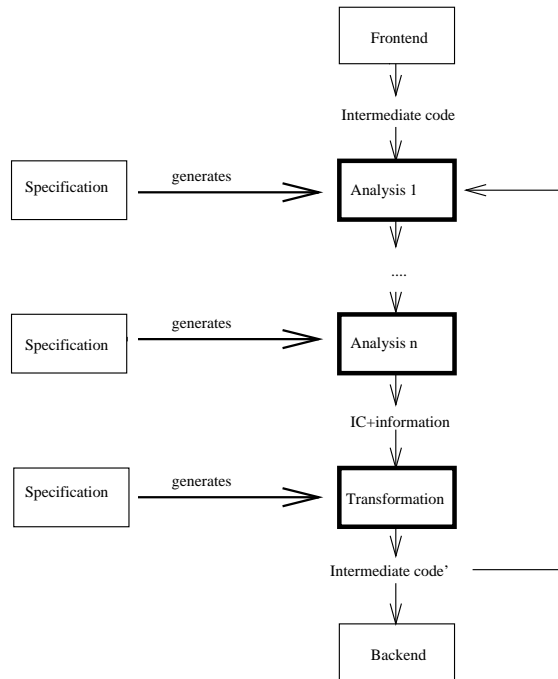 Frontend
Intermediate code
Specification
generates
Analysis 1
....
Specification
generates
Analysis n
IC+information
Specification
generates
Transformation
Intermediate code’
Backend